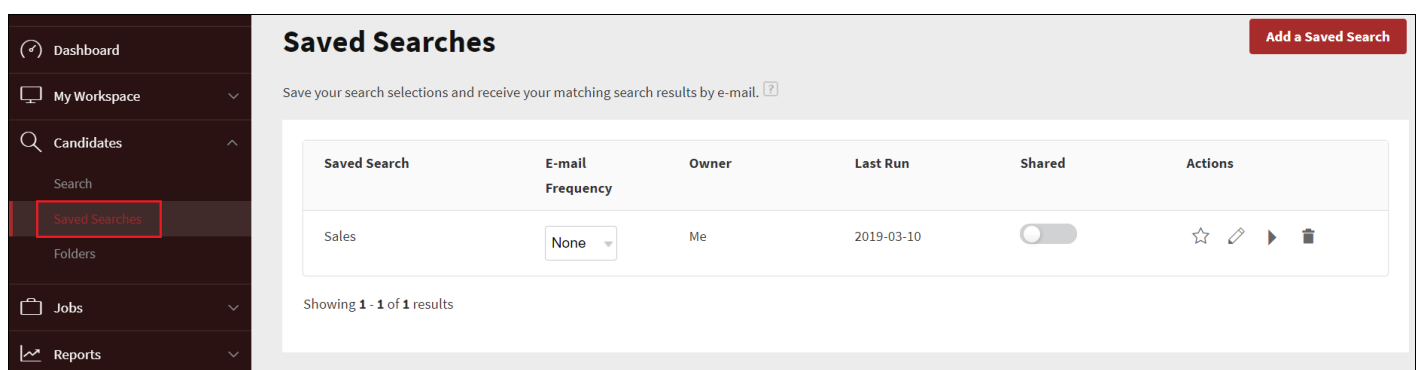 Dashboard
My Workspace
Candidates
Search
Saved Searches
Folders
Jobs
Reports
Saved Searches
Add a Saved Search
Save your search selections and receive your matching search results by e-mail. ?
Saved Search E-mail Frequency Owner Last Run Shared Actions
Sales None Me 2019-03-10
Showing 1 - 1 of 1 results